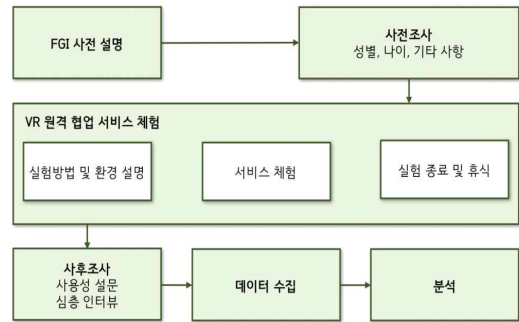 FGI 사전 설명
사전조사
성별, 나이, 기타 사항
VR 원격 협업 서비스 체험
실험방법 및 환경 설명
서비스 체험
실험 종료 및 휴식
사후조사
사용성 설문
심층 인터뷰
데이터 수집
분석